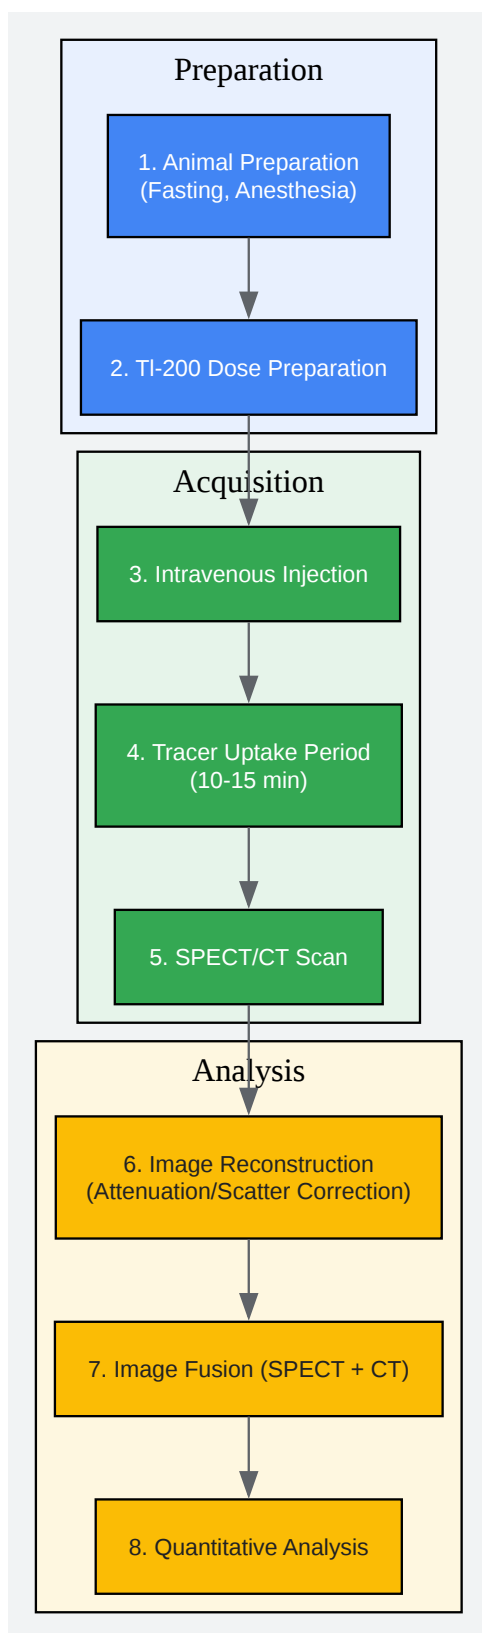 Preparation
1. Animal Preparation
(Fasting, Anesthesia)
2. Tl-200 Dose Preparation
Acquisition
3. Intravenous Injection
4. Tracer Uptake Period
(10-15 min)
5. SPECT/CT Scan
Analysis
6. Image Reconstruction
(Attenuation/Scatter Correction)
7. Image Fusion (SPECT + CT)
8. Quantitative Analysis